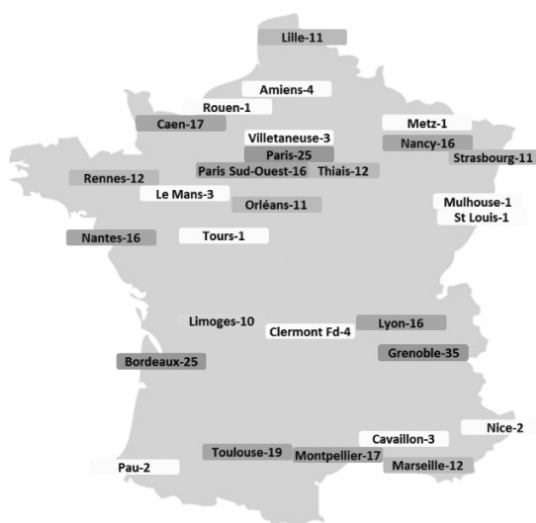 Lille-11
Amiens-4
Rouen-1
Caen-17
Metz-1
Villetaneuse-3
Nancy-16
Paris-25
Strasbourg-11
Paris Sud-Ouest-16
Thiais-12
Rennes-12
Le Mans-3
Orléans-11
Mulhouse-1
St Louis-1
Nantes-16
Tours-1
Limoges-10
Clermont Fd-4
Lyon-16
Bordeaux-25
Grenoble-35
Nice-2
Cavaillon-3
Toulouse-19
Montpellier-17
Marseille-12
Pau-2